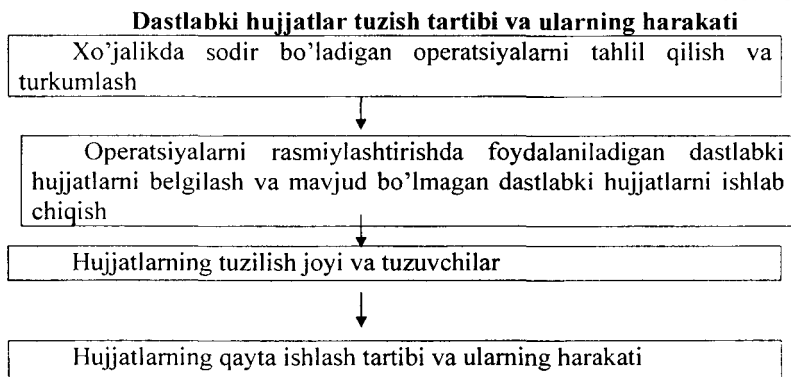 Dastlabki hujjatlar tuzish tartibi va ularning harakati
Xo'jalikda sodir bo'ladigan operatsiyalarni tahlil qilish va
turkumlash
Operatsiyalarni rasmiylashtirishda foydalaniladigan dastlabki
hujjatlarni belgilash va mavjud bo'lmagan dastlabki hujjatlarni ishlab
chiqish
Hujjatlarning tuzilish joyi va tuzuvchilar
Hujjatlarning qayta ishlash tartibi va ularning harakati